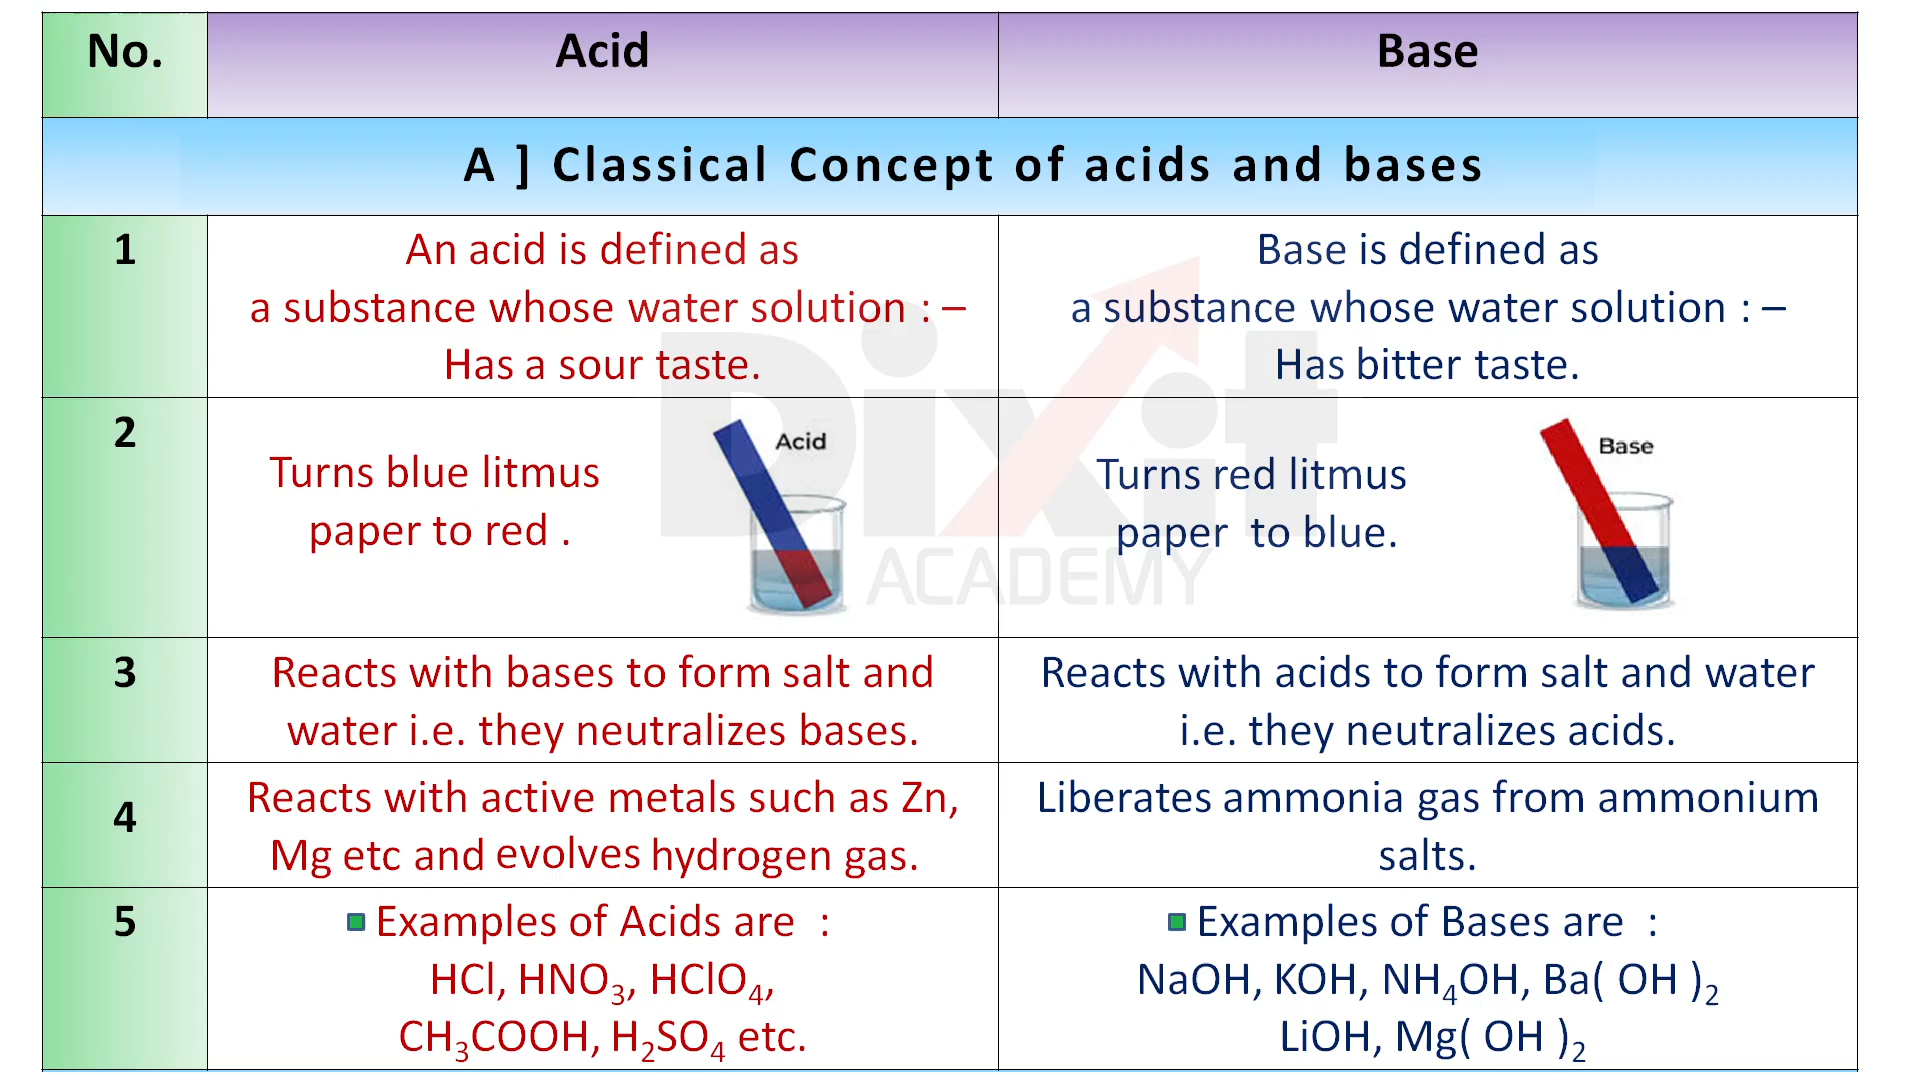 No.
Acid
Base
A ] Classical Concept of acids and bases
1
An acid is defined as
a substance whose water solution : –
Has a sour taste.
Base is defined as
a substance whose water solution : –
Has bitter taste.
2
Turns blue litmus
paper to red .
Acid
Turns red litmus
paper to blue.
Base
Dixit
ACADEMY
3
Reacts with bases to form salt and
water i.e. they neutralizes bases.
Reacts with acids to form salt and water
i.e. they neutralizes acids.
4
Reacts with active metals such as Zn,
Mg etc and evolves hydrogen gas.
Liberates ammonia gas from ammonium
salts.
5
Examples of Acids are :
HCl, HNO₃, HClO₄,
CH₃COOH, H₂SO₄ etc.
Examples of Bases are :
NaOH, KOH, NH₄OH, Ba( OH )₂
LiOH, Mg( OH )₂